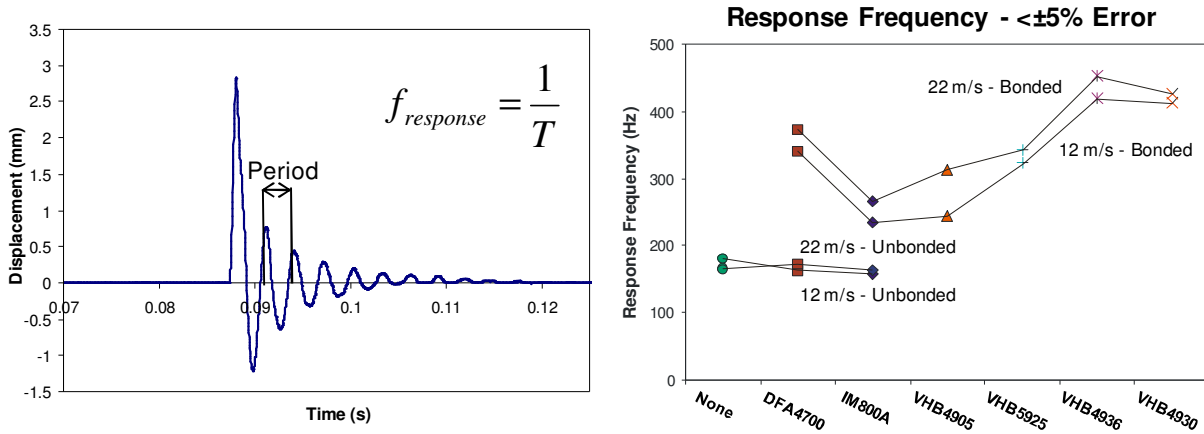 3.5
3
2.5
2
1.5
1
0.5
0
-0.5
-1
-1.5
Displacement (mm)
f response = 1/T
Period
0.07
0.08
0.09
0.1
0.11
0.12
Time (s)
Response Frequency - <±5% Error
500
400
300
200
100
0
Response Frequency (Hz)
22 m/s - Bonded
12 m/s - Bonded
22 m/s - Unbonded
12 m/s - Unbonded
None
DFA4700
IM800A
VHB4905
VHB5925
VHB4936
VHB4930